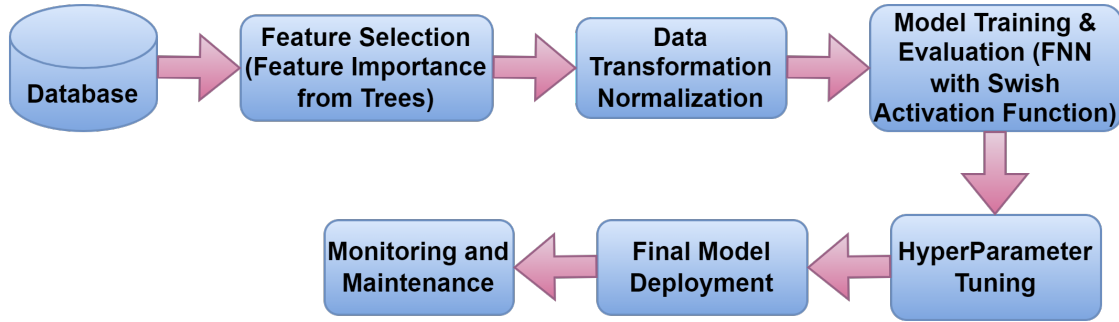 Database
Feature Selection
(Feature Importance
from Trees)
Data
Transformation
Normalization
Model Training &
Evaluation (FNN
with Swish
Activation Function)
HyperParameter
Tuning
Final Model
Deployment
Monitoring and
Maintenance